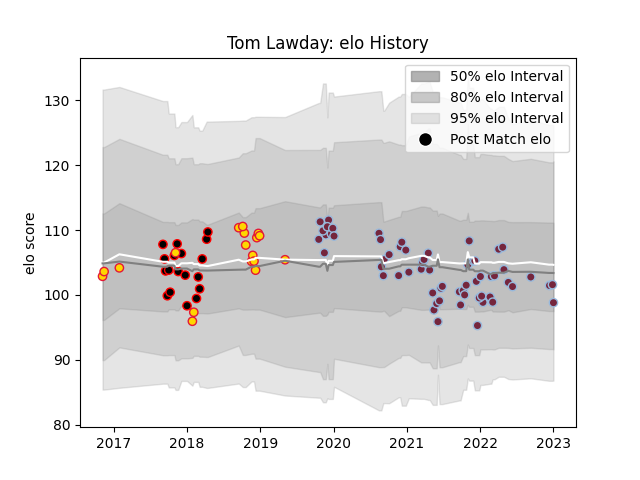 Tom Lawday: elo History
50% elo Interval
80% elo Interval
95% elo Interval
Post Match elo
elo score
130
120
110
100
90
80
2017 2018 2019 2020 2021 2022 2023